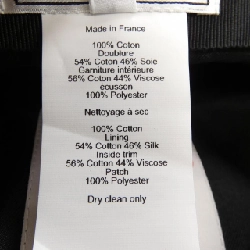 Made in France
100% Coton
Doublure
54% Coton 46% Soie
Garniture intérieure
56% Coton 44% Viscose
ecusson
100% Polyester
Nettoyage à sec
100% Cotton
Lining
54% Cotton 46% Silk
Inside trim
56% Cotton 44% Viscose
Patch
100% Polyester
Dry clean only